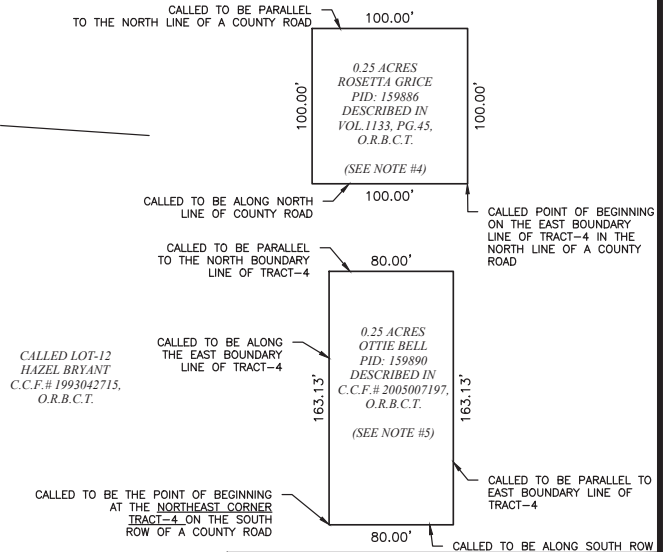 CALLED TO BE PARALLEL
TO THE NORTH LINE OF A COUNTY ROAD
100.00'
0.25 ACRES
ROSETTA GRICE
PID: 159886
DESCRIBED IN
VOL.1133, PG.45,
O.R.B.C.T.
(SEE NOTE #4)
100.00'
100.00'
100.00'
CALLED TO BE ALONG NORTH
LINE OF COUNTY ROAD
CALLED POINT OF BEGINNING
ON THE EAST BOUNDARY
LINE OF TRACT-4 IN THE
NORTH LINE OF A COUNTY
ROAD
CALLED TO BE PARALLEL
TO THE NORTH BOUNDARY
LINE OF TRACT-4
80.00'
CALLED TO BE ALONG
THE EAST BOUNDARY
LINE OF TRACT-4
0.25 ACRES
OTTIE BELL
PID: 159890
DESCRIBED IN
C.C.F.# 2005007197,
O.R.B.C.T.
(SEE NOTE #5)
163.13'
163.13'
CALLED LOT-12
HAZEL BRYANT
C.C.F.# 1993042715,
O.R.B.C.T.
CALLED TO BE PARALLEL TO
EAST BOUNDARY LINE OF
TRACT-4
CALLED TO BE THE POINT OF BEGINNING
AT THE NORTHEAST CORNER
TRACT-4 ON THE SOUTH
ROW OF A COUNTY ROAD
80.00'
CALLED TO BE ALONG SOUTH ROW